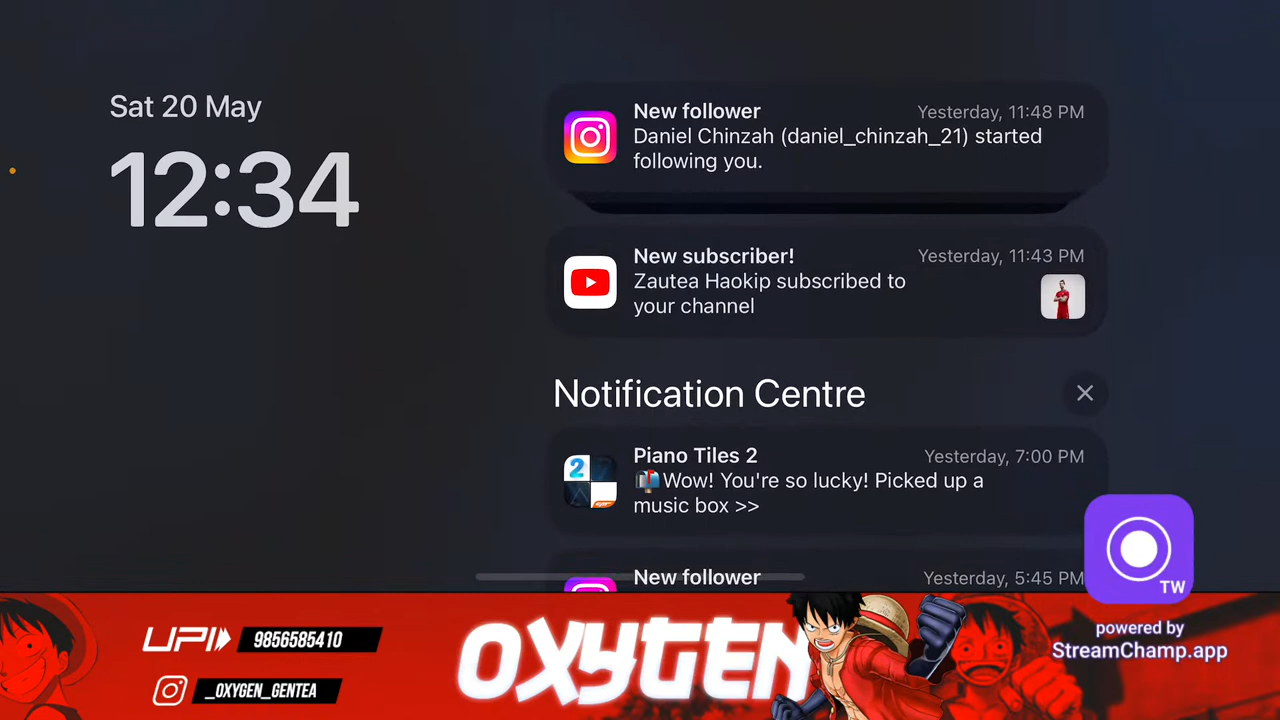 Sat 20 May
12:34
New follower
Yesterday, 11:48 PM
Daniel Chinzah (daniel_chinzah_21) started
following you.
New subscriber!
Yesterday, 11:43 PM
Zautea Haokip subscribed to
your channel
Notification Centre
2
Piano Tiles 2
Yesterday, 7:00 PM
📬Wow! You're so lucky! Picked up a
music box >>
New follower
Yesterday, 5:45 PM
TW
powered by
StreamChamp.app
UPI
9856585410
_OXYGEN_GENTEA
OXYGEN